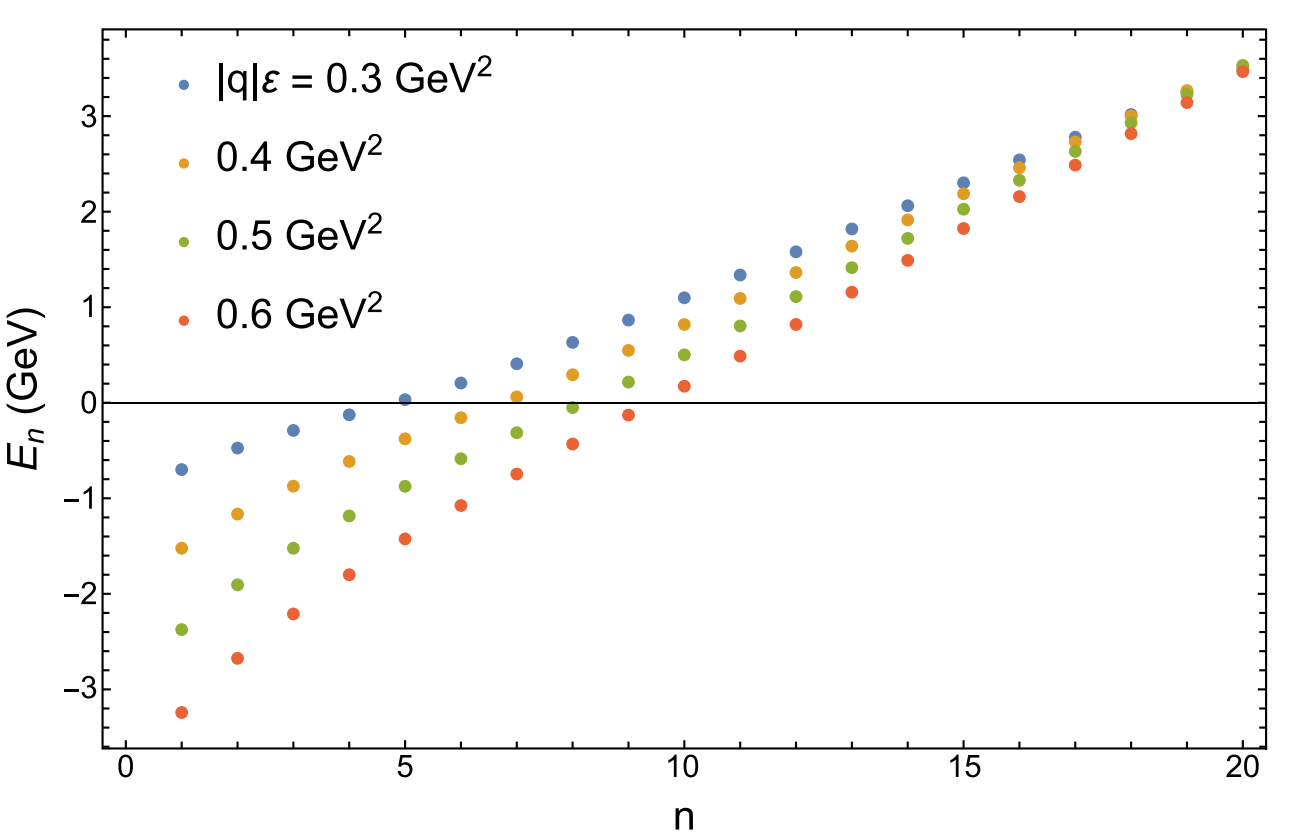 |q|ε = 0.3 GeV²
0.4 GeV²
0.5 GeV²
0.6 GeV²
Eₙ (GeV)
3
2
1
0
−1
−2
−3
0 5 10 15 20
n